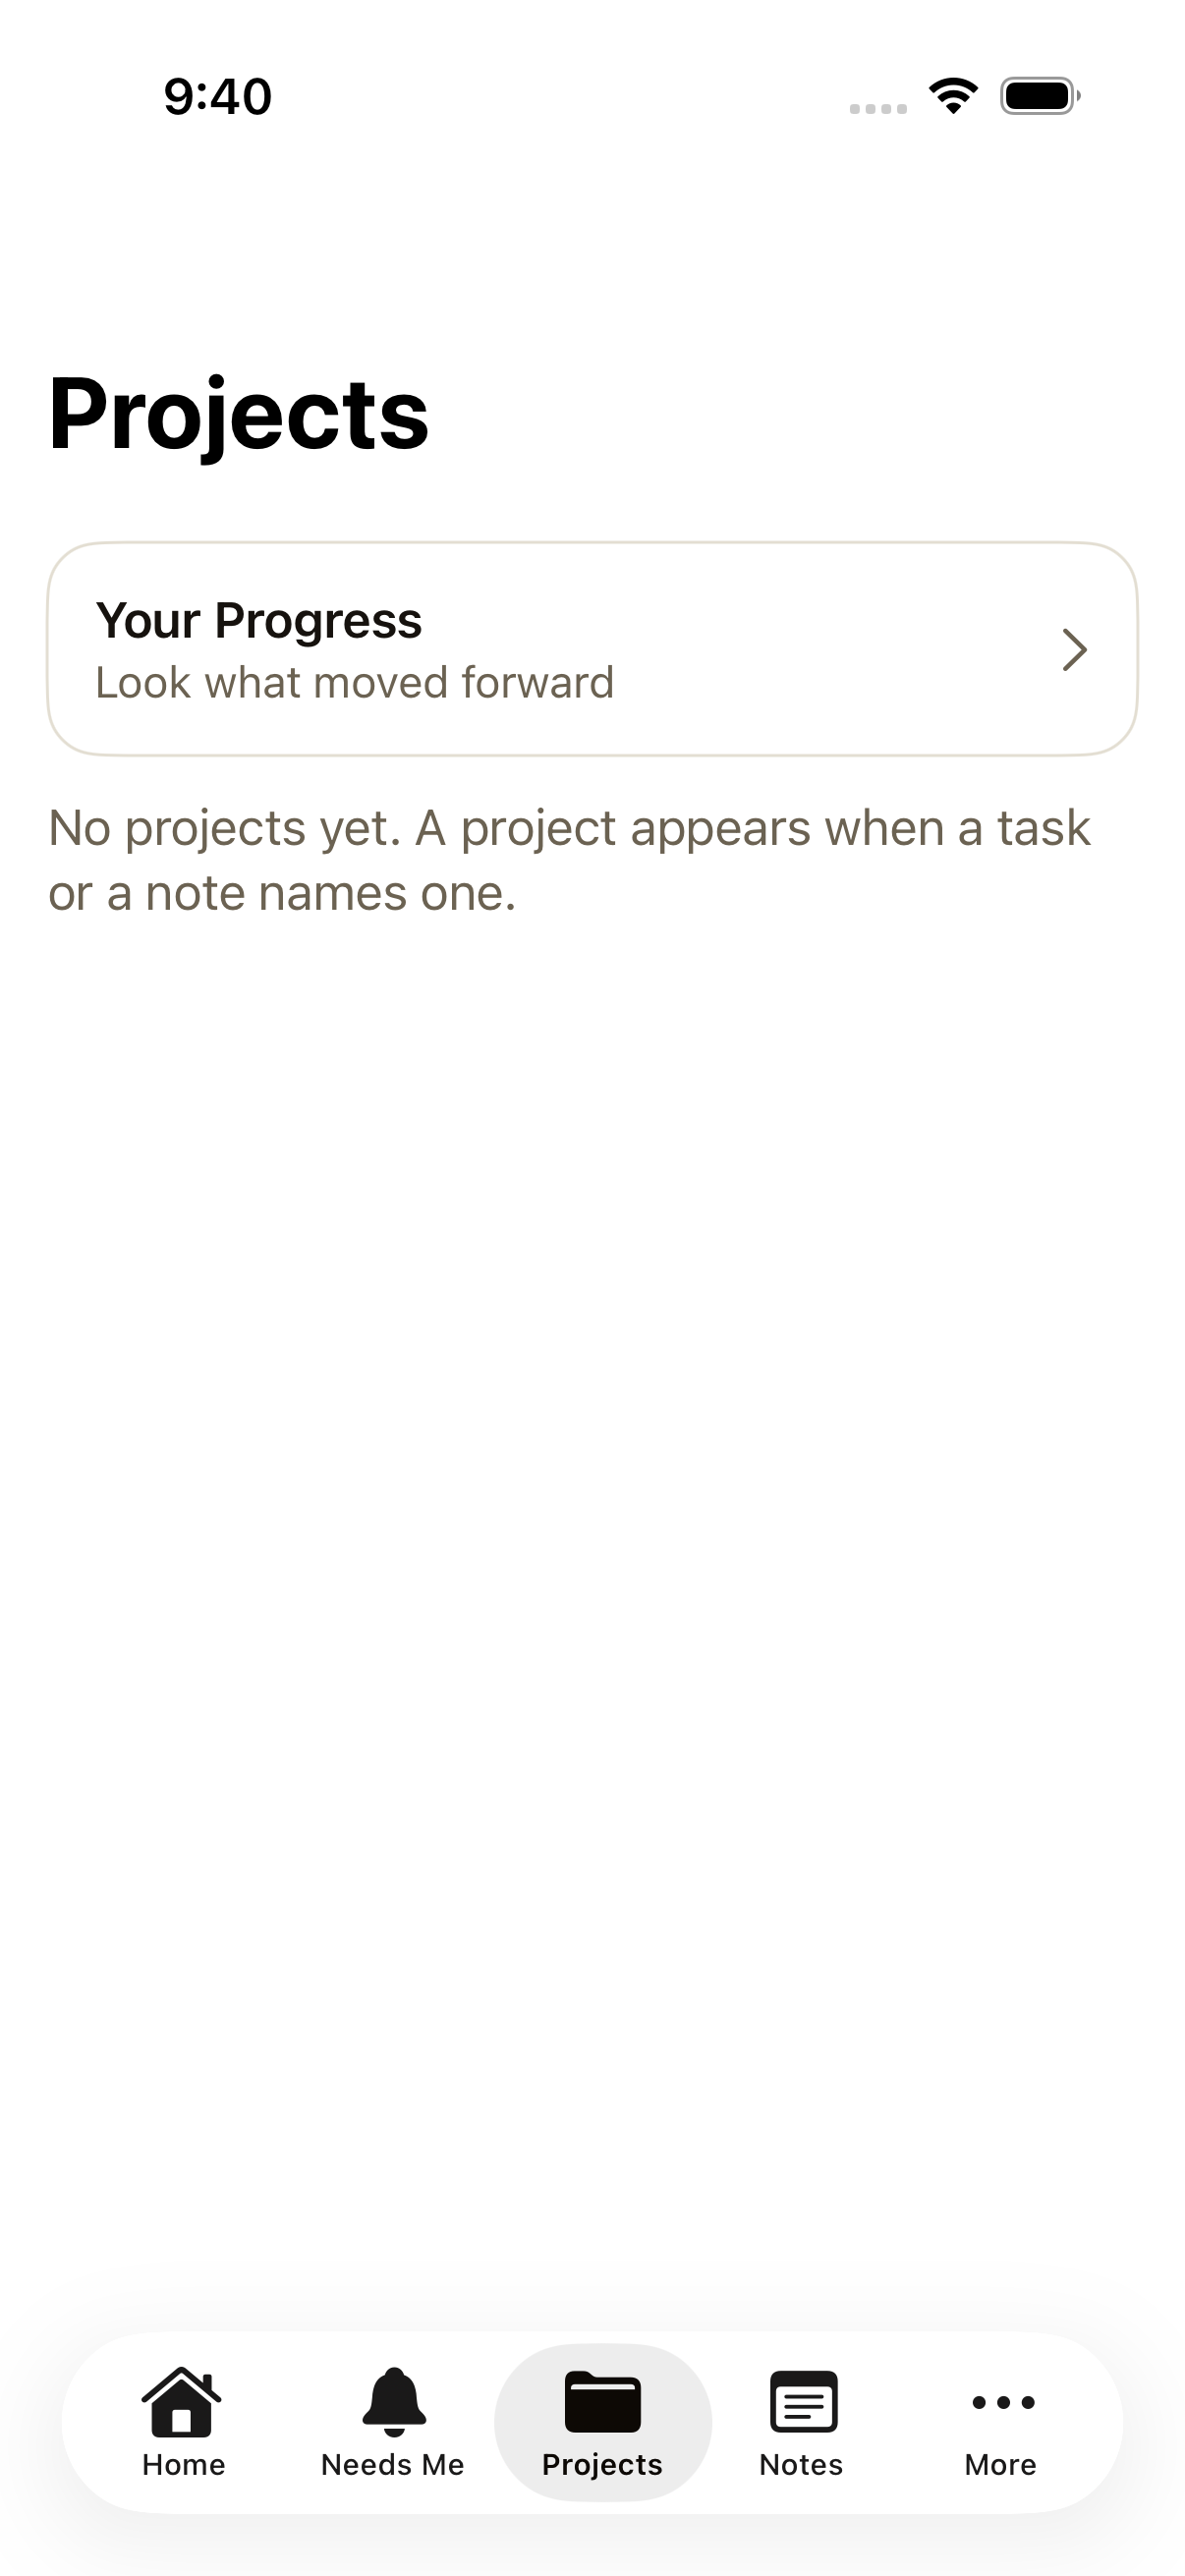 9:40
Projects
Your Progress
Look what moved forward
No projects yet. A project appears when a task
or a note names one.
Home
Needs Me
Projects
Notes
More